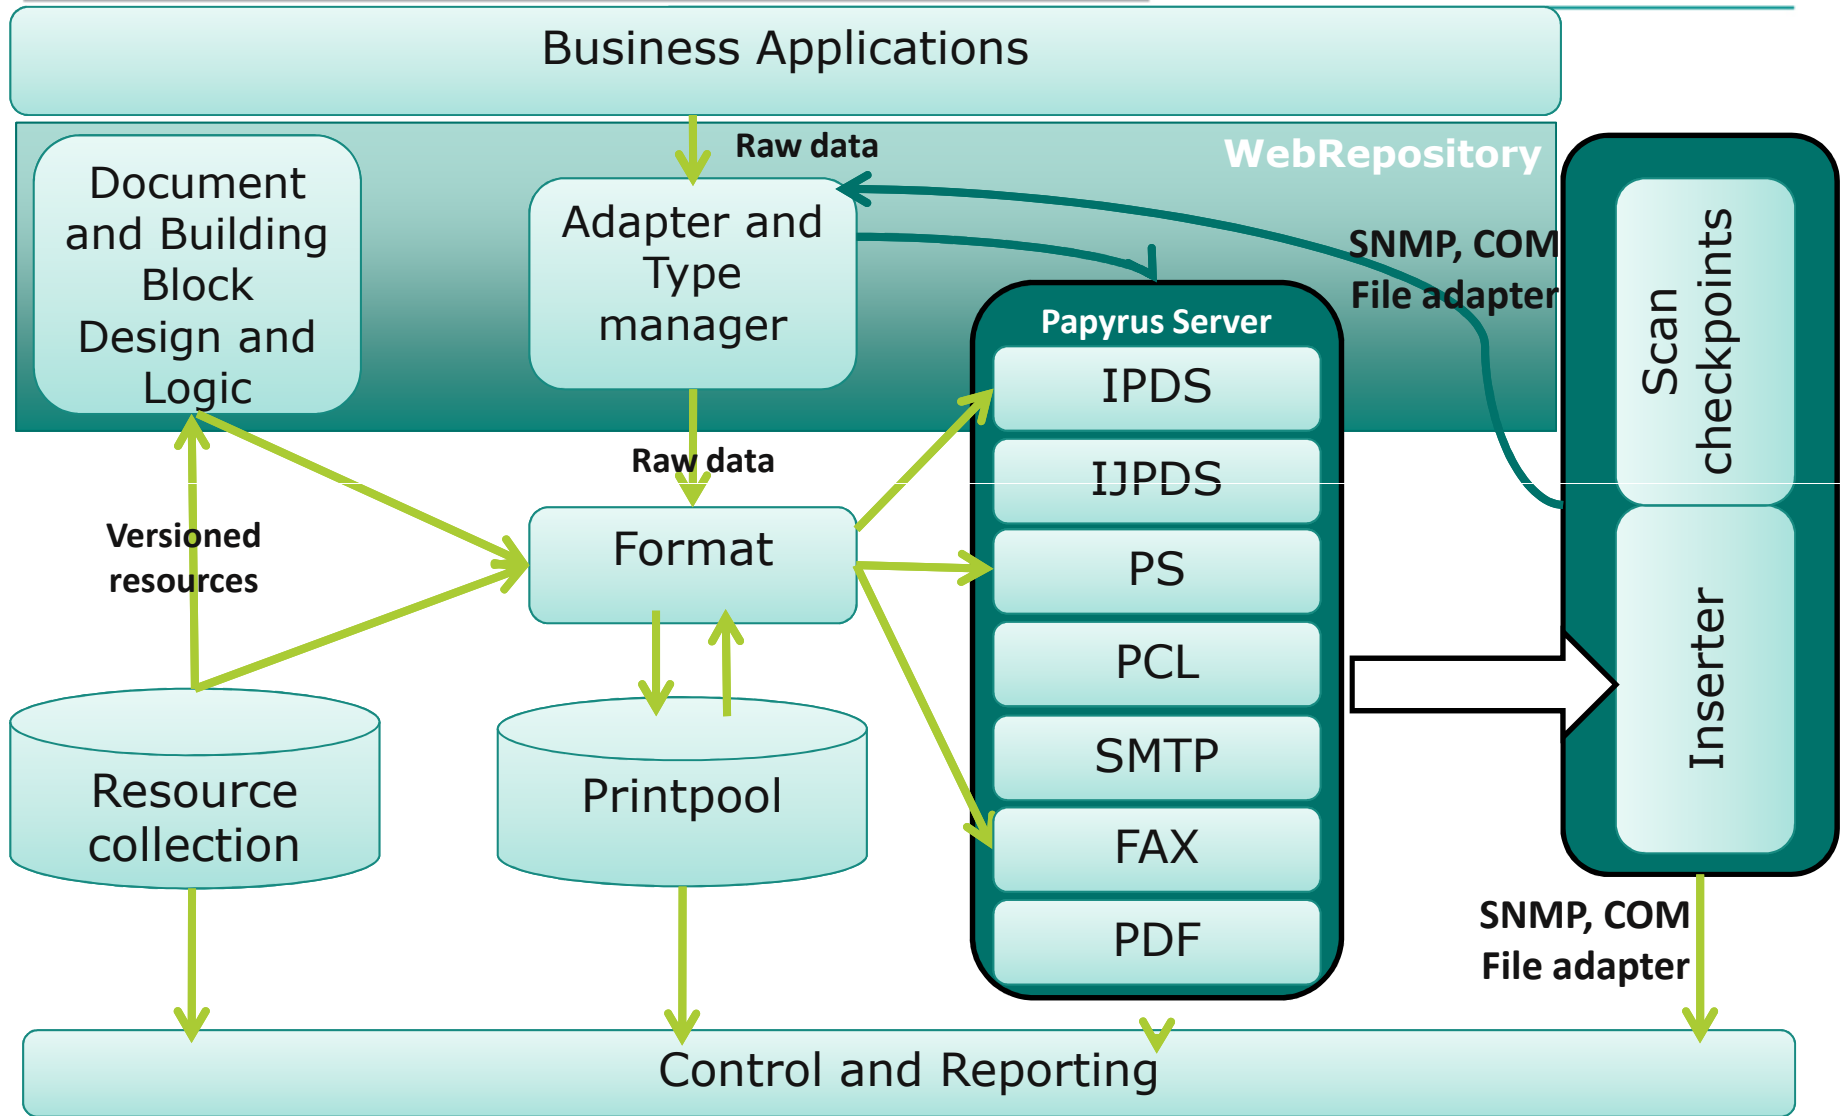 Business Applications
Raw data
WebRepository
Document
and Building
Block
Design and
Logic
Adapter and
Type
manager
SNMP, COM
File adapter
Scan
checkpoints
Papyrus Server
IPDS
IJPDS
PS
PCL
SMTP
FAX
PDF
Raw data
Versioned
resources
Format
Inserter
Resource
collection
Printpool
SNMP, COM
File adapter
Control and Reporting